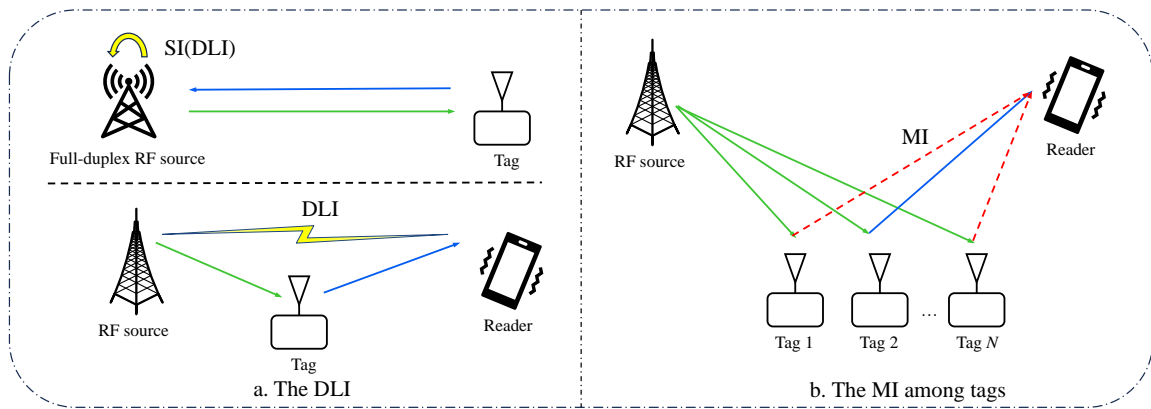 SI(DLI)
Full-duplex RF source
Tag
DLI
RF source
Tag
Reader
a. The DLI
RF source
MI
Reader
Tag 1
Tag 2
...
Tag N
b. The MI among tags